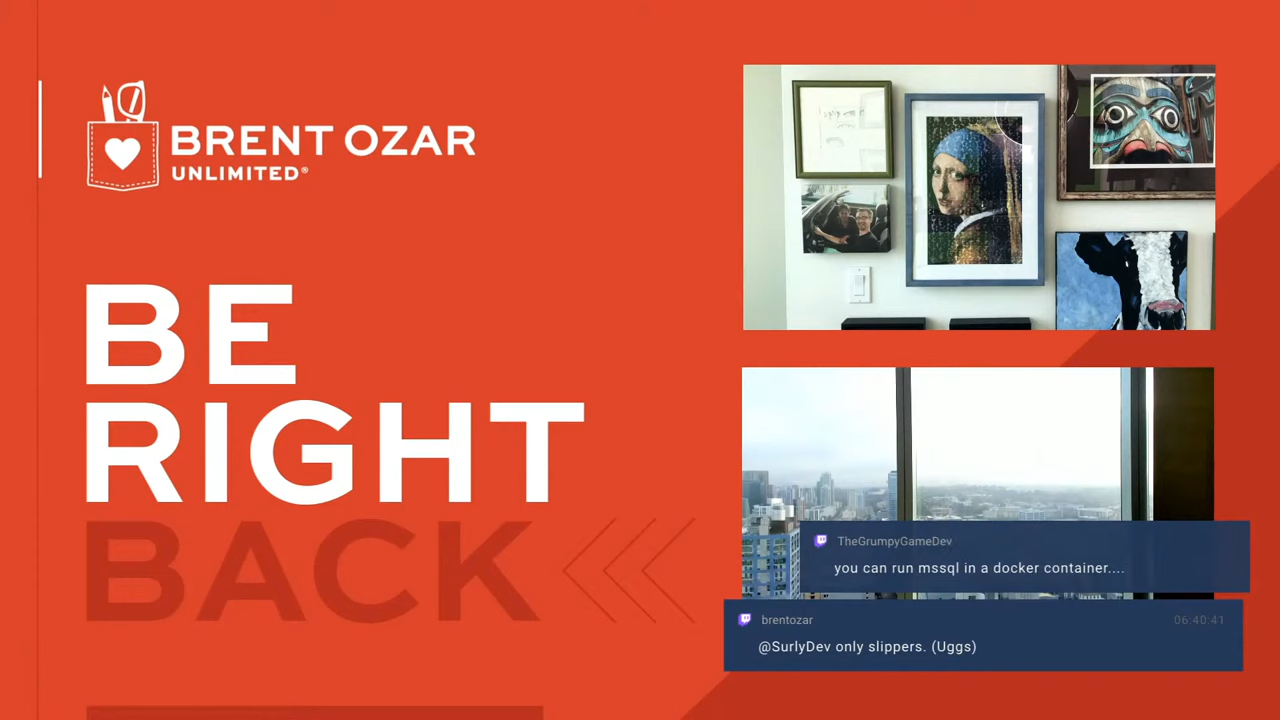 BRENT OZAR
UNLIMITED®
BE
RIGHT
BACK
TheGrumpyGameDev
you can run mssql in a docker container....
brentozar 06:40:41
@SurlyDev only slippers. (Uggs)